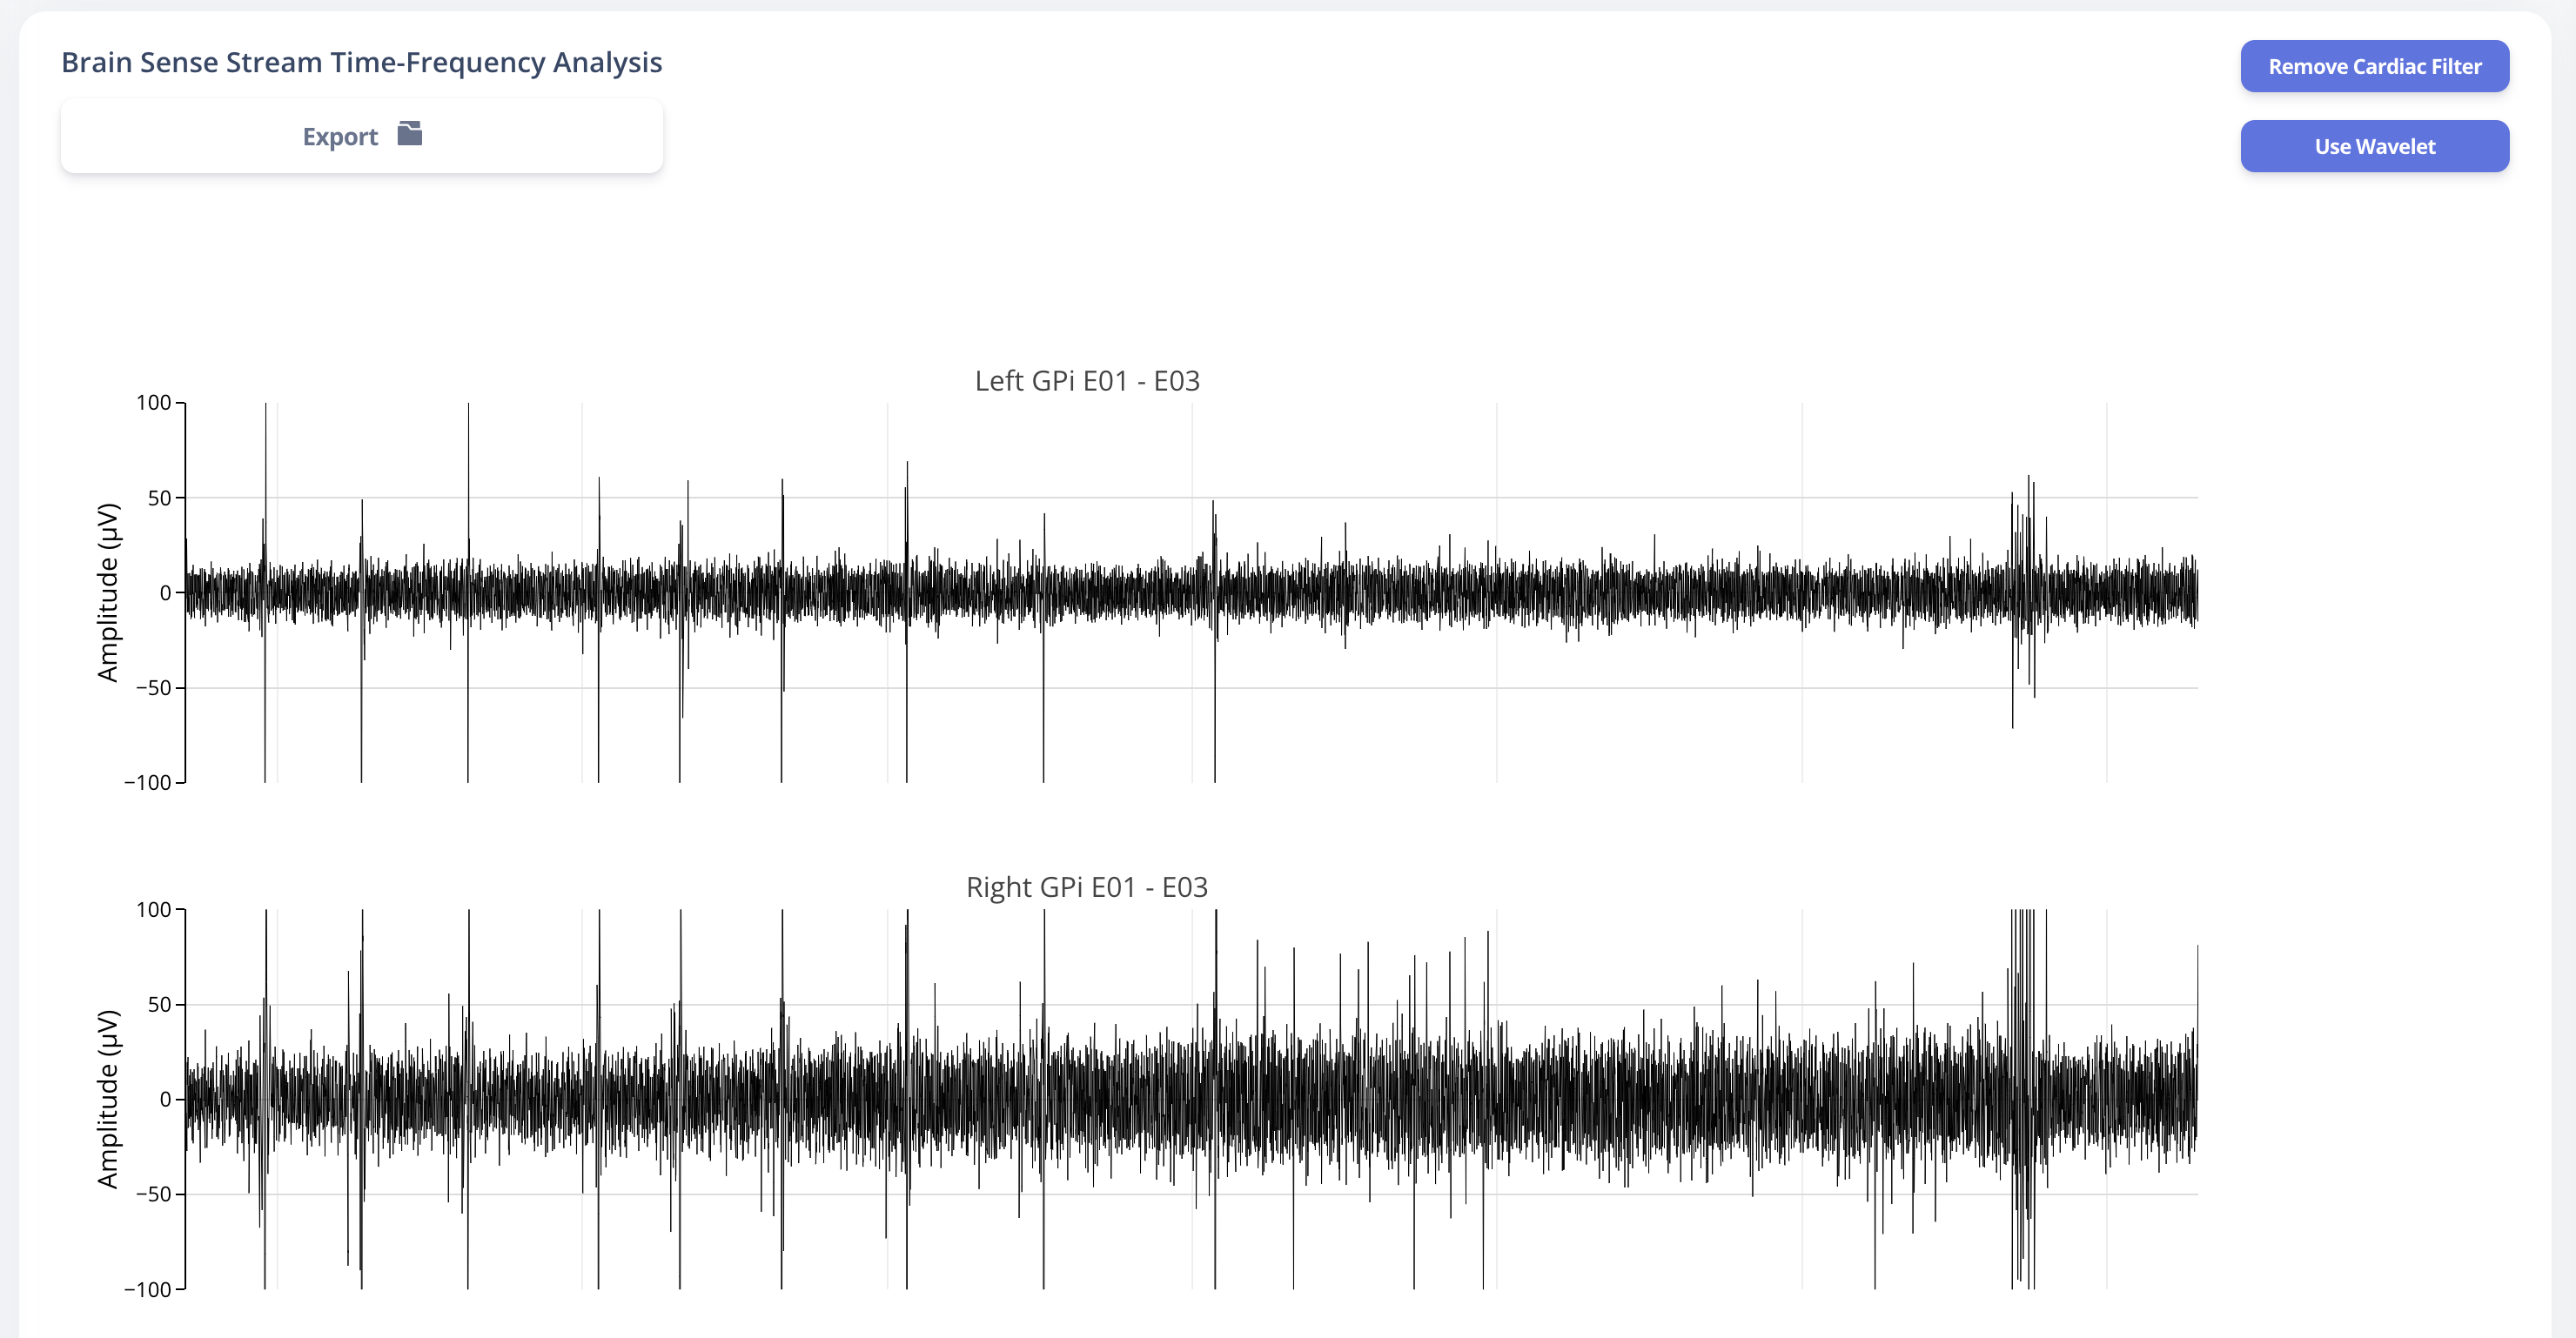 Brain Sense Stream Time-Frequency Analysis
Remove Cardiac Filter
Export
Use Wavelet
Left GPi E01 - E03
100
50
0
−50
−100
Amplitude (μV)
Right GPi E01 - E03
100
50
0
−50
−100
Amplitude (μV)